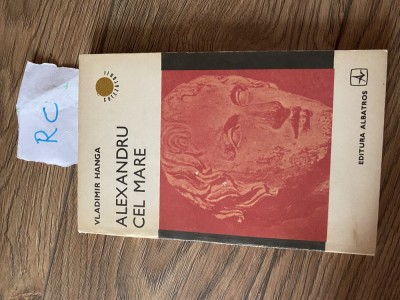 VLADIMIR HANGA
ALEXANDRU
CEL MARE
EDITURA ALBATROS
RC